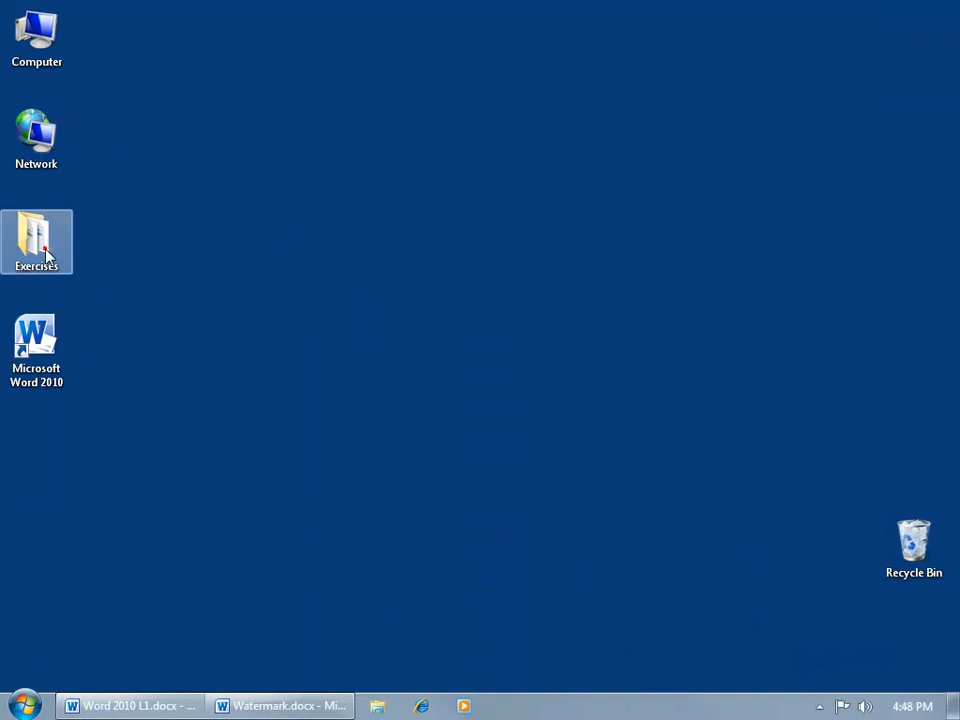 Computer
Network
Exercises
Microsoft
Word 2010
Recycle Bin
Word 2010 L1.docx - ...
Watermark.docx - Mi...
4:48 PM